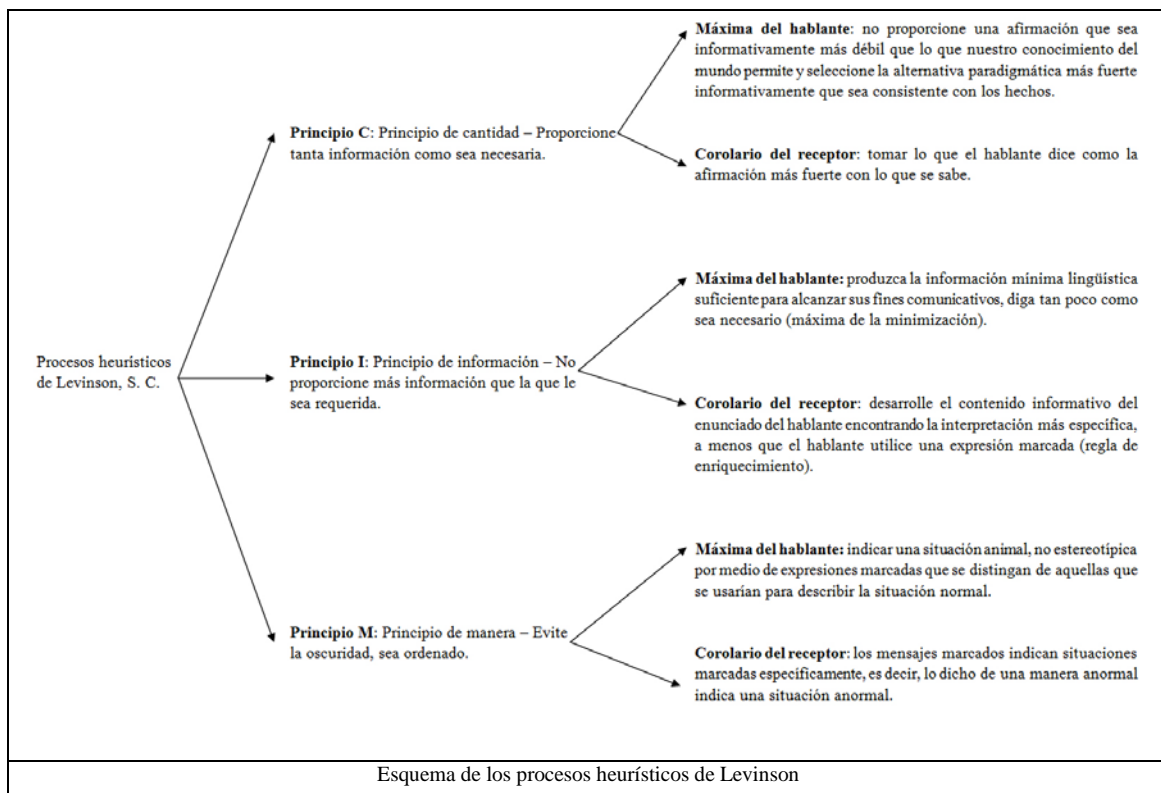 Procesos heurísticos
de Levinson, S. C.
Principio C: Principio de cantidad – Proporcione
tanta información como sea necesaria.
Máxima del hablante: no proporcione una afirmación que sea
informativamente más débil que lo que nuestro conocimiento del
mundo permite y seleccione la alternativa paradigmática más fuerte
informativamente que sea consistente con los hechos.
Corolario del receptor: tomar lo que el hablante dice como la
afirmación más fuerte con lo que se sabe.
Principio I: Principio de información – No
proporcione más información que la que le
sea requerida.
Máxima del hablante: produzca la información mínima lingüística
suficiente para alcanzar sus fines comunicativos, diga tan poco como
sea necesario (máxima de la minimización).
Corolario del receptor: desarrolle el contenido informativo del
enunciado del hablante encontrando la interpretación más específica,
a menos que el hablante utilice una expresión marcada (regla de
enriquecimiento).
Principio M: Principio de manera – Evite
la oscuridad, sea ordenado.
Máxima del hablante: indicar una situación animal, no estereotípica
por medio de expresiones marcadas que se distingan de aquellas que
se usarían para describir la situación normal.
Corolario del receptor: los mensajes marcados indican situaciones
marcadas específicamente, es decir, lo dicho de una manera anormal
indica una situación anormal.
Esquema de los procesos heurísticos de Levinson